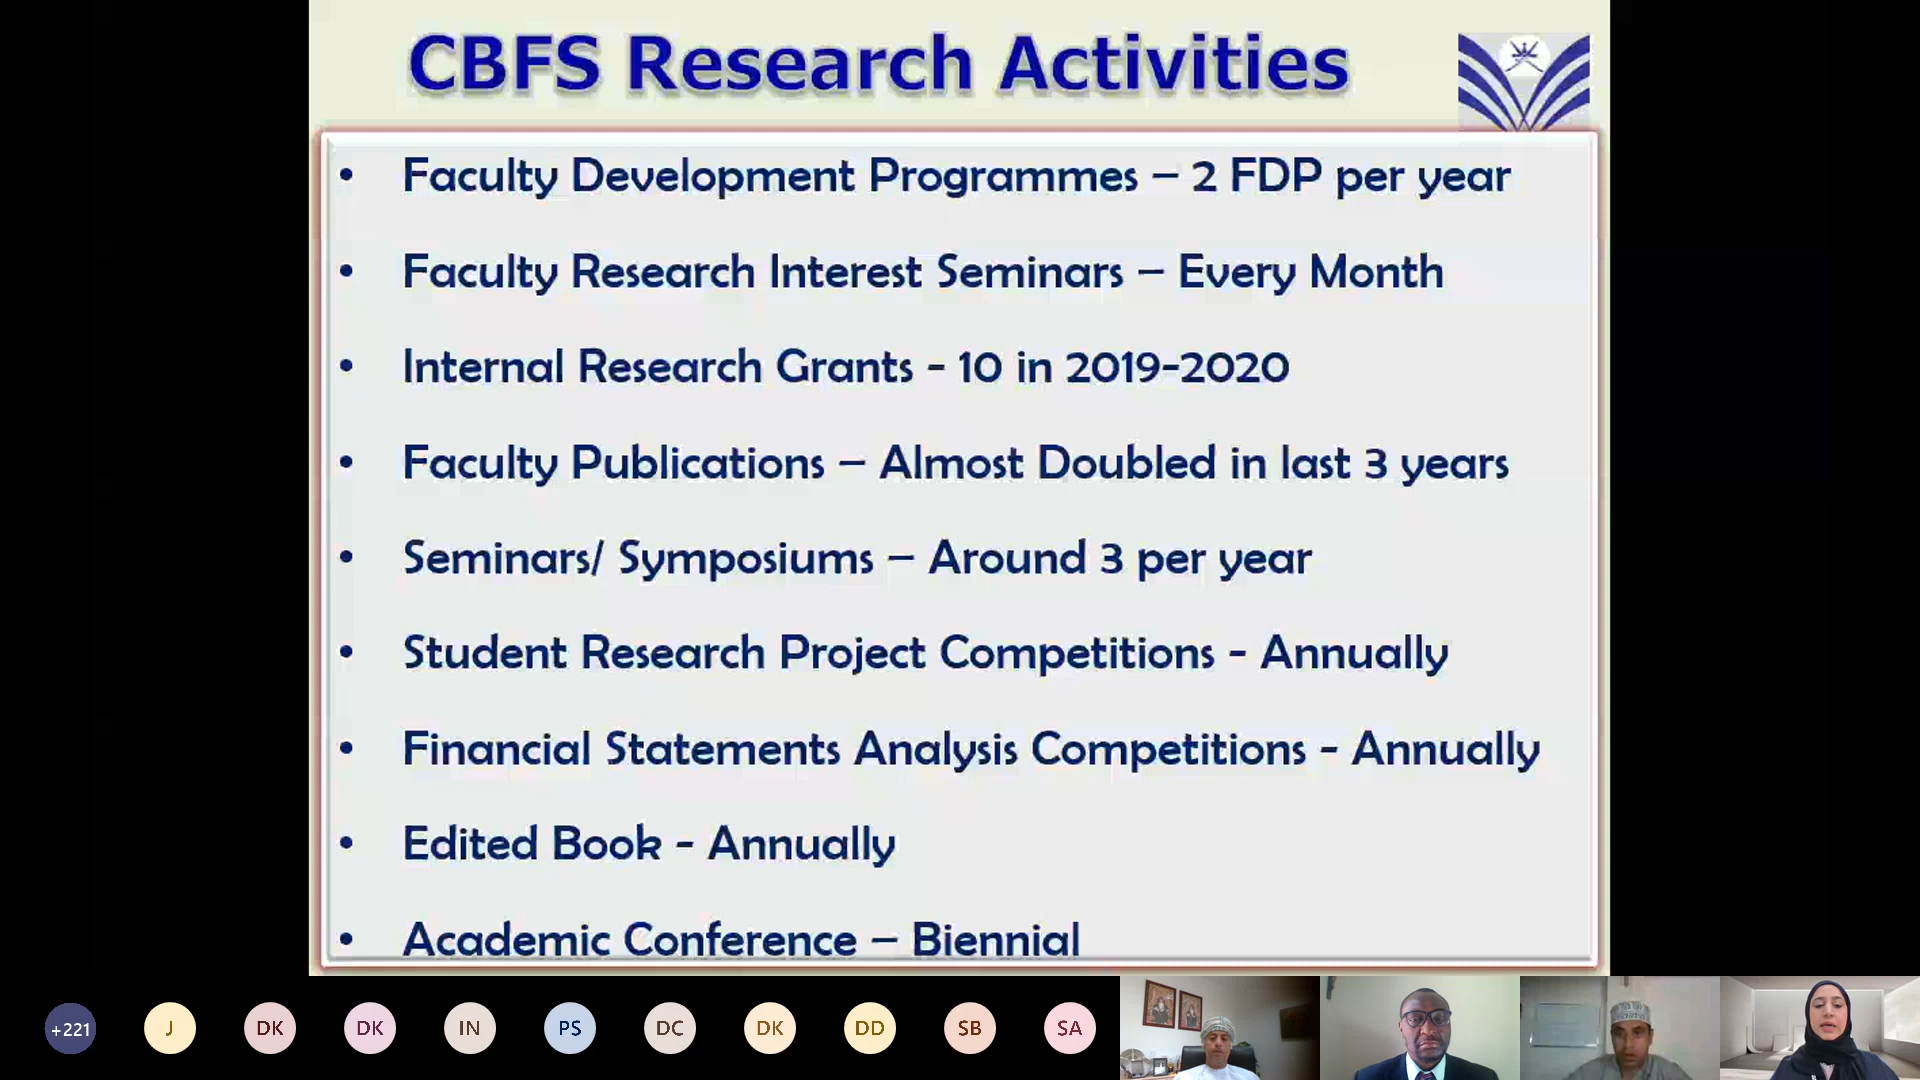 CBFS Research Activities
• Faculty Development Programmes – 2 FDP per year
• Faculty Research Interest Seminars – Every Month
• Internal Research Grants - 10 in 2019-2020
• Faculty Publications – Almost Doubled in last 3 years
• Seminars/ Symposiums – Around 3 per year
• Student Research Project Competitions - Annually
• Financial Statements Analysis Competitions - Annually
• Edited Book - Annually
• Academic Conference – Biennial
+221 J DK DK IN PS DC DK DD SB SA